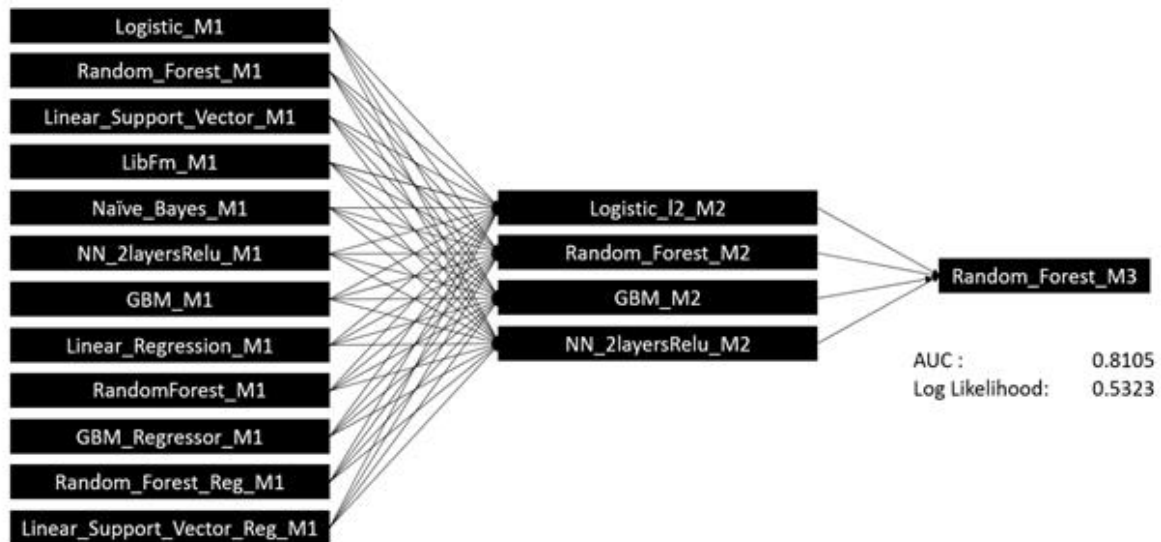 Logistic_M1
Random_Forest_M1
Linear_Support_Vector_M1
LibFm_M1
Naïve_Bayes_M1
NN_2layersRelu_M1
GBM_M1
Linear_Regression_M1
RandomForest_M1
GBM_Regressor_M1
Random_Forest_Reg_M1
Linear_Support_Vector_Reg_M1
Logistic_l2_M2
Random_Forest_M2
GBM_M2
NN_2layersRelu_M2
Random_Forest_M3
AUC : 0.8105
Log Likelihood: 0.5323